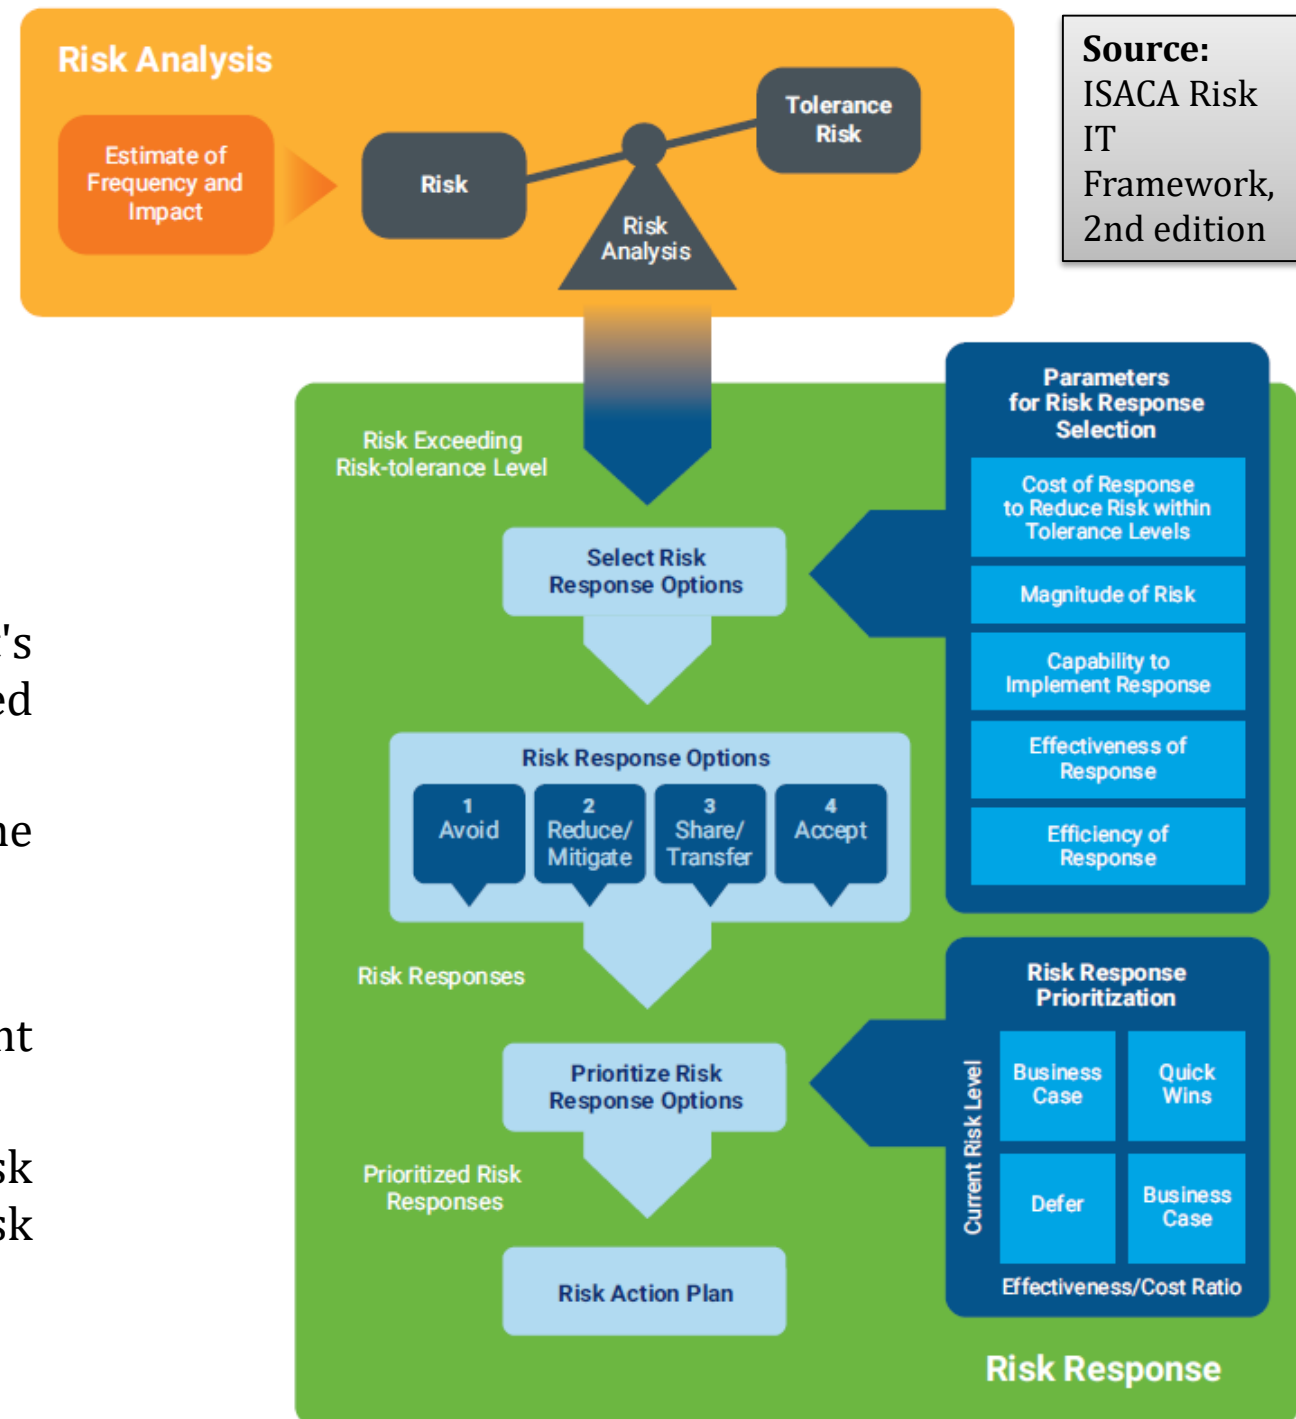 Risk Analysis
Estimate of
Frequency and
Impact
Risk
Risk
Analysis
Tolerance
Risk
Source:
ISACA Risk
IT
Framework,
2nd edition
Risk Exceeding
Risk-tolerance Level
Select Risk
Response Options
Parameters
for Risk Response
Selection
Cost of Response
to Reduce Risk within
Tolerance Levels
Magnitude of Risk
Capability to
Implement Response
Effectiveness of
Response
Efficiency of
Response
Risk Response Options
1
Avoid
2
Reduce/
Mitigate
3
Share/
Transfer
4
Accept
Risk Responses
Prioritize Risk
Response Options
Risk Response
Prioritization
Current Risk Level
Business
Case
Quick
Wins
Defer
Business
Case
Effectiveness/Cost Ratio
Prioritized Risk
Responses
Risk Action Plan
Risk Response